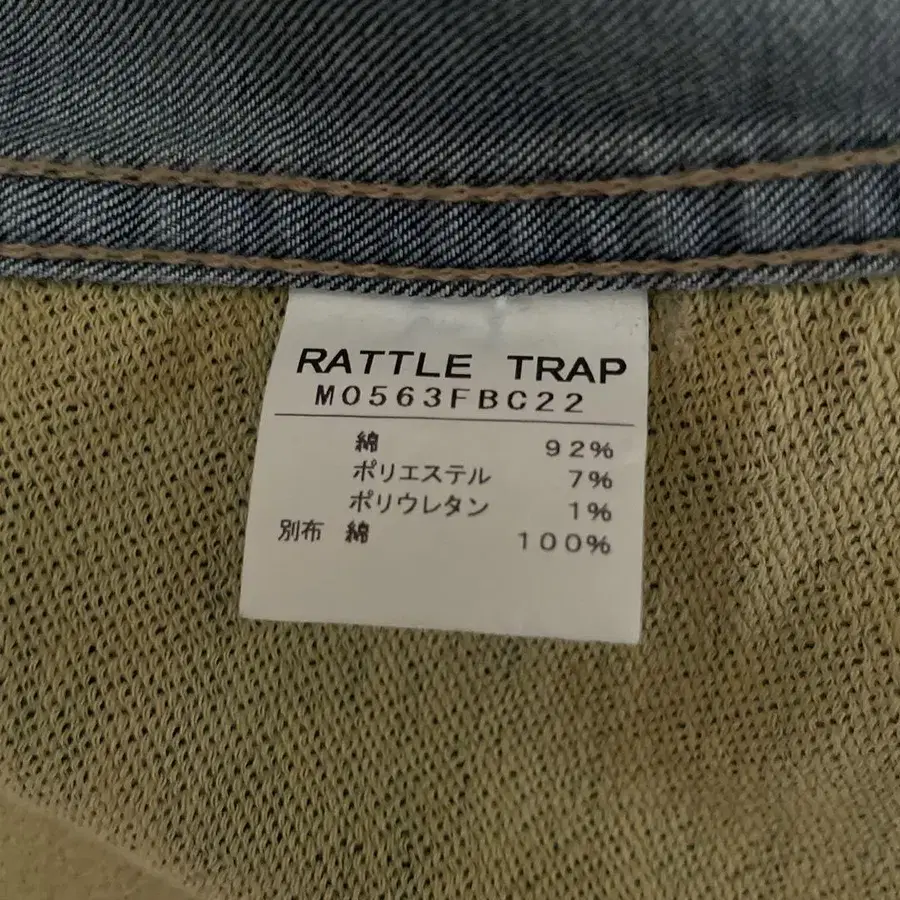 RATTLE TRAP
M0563FBC22
綿 92%
ポリエステル 7%
ポリウレタン 1%
別布 綿 100%